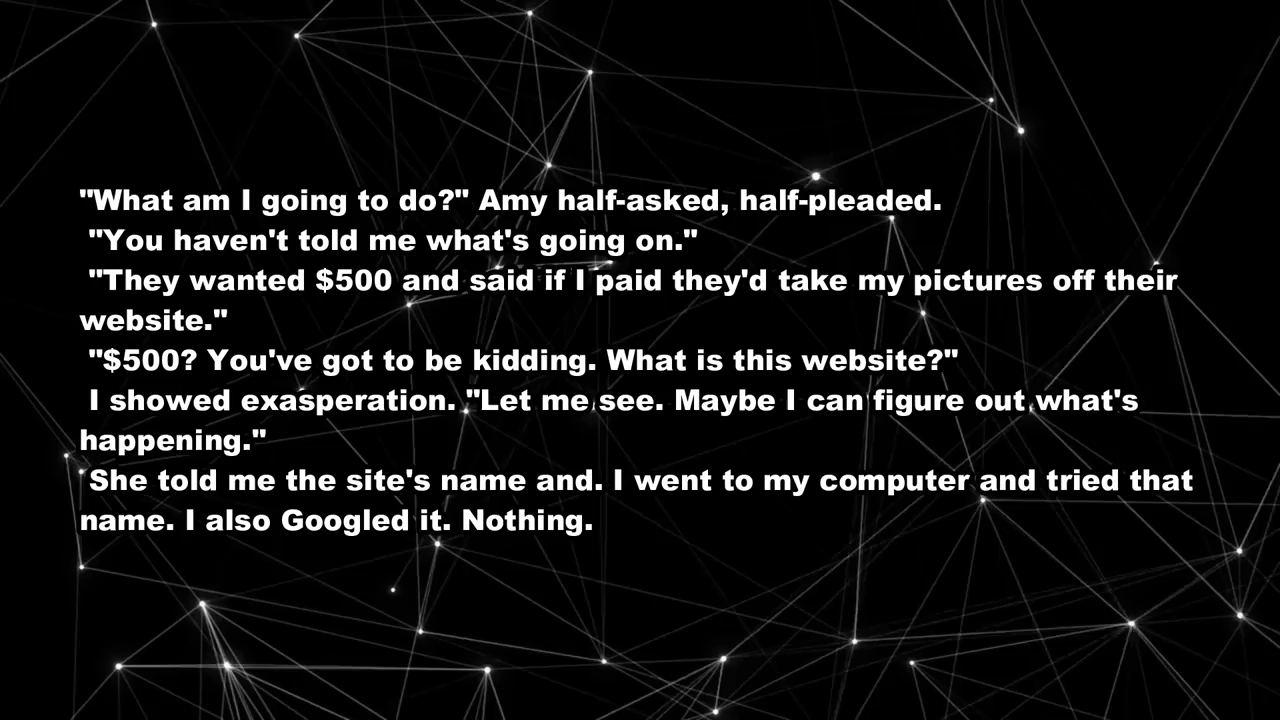 "What am I going to do?" Amy half-asked, half-pleaded.
"You haven't told me what's going on."
"They wanted $500 and said if I paid they'd take my pictures off their
website."
"$500? You've got to be kidding. What is this website?"
I showed exasperation. "Let me see. Maybe I can figure out what's
happening."
She told me the site's name and. I went to my computer and tried that
name. I also Googled it. Nothing.